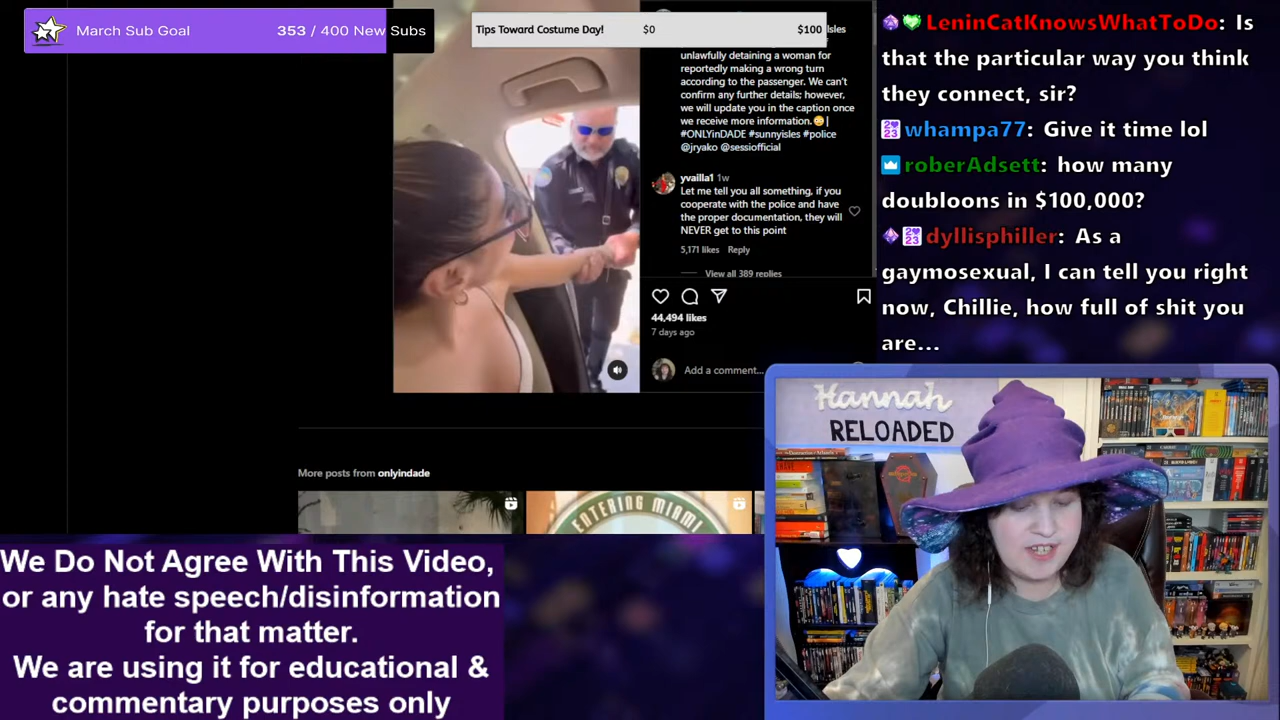 March Sub Goal
353 / 400 New Subs
Tips Toward Costume Day!
$0
$100
Isles
unlawfully detaining a woman for
reportedly making a wrong turn
according to the passenger. We can't
confirm any further details; however,
we will update you in the caption once
we receive more information.😳|
#ONLYinDADE #sunnyisles #police
@jryako @sessiofficial
yvailla1 1w
Let me tell you all something, if you
cooperate with the police and have
the proper documentation, they will
NEVER get to this point
5,171 likes Reply
View all 389 replies
44,494 likes
7 days ago
Add a comment...
More posts from onlyindade
ENTERING MIAMI
LeninCatKnowsWhatToDo: Is
that the particular way you think
they connect, sir?
whampa77: Give it time lol
roberAdsett: how many
doubloons in $100,000?
dyllisphiller: As a
gaymosexual, I can tell you right
now, Chillie, how full of shit you
are...
Hannah
RELOADED
We Do Not Agree With This Video,
or any hate speech/disinformation
for that matter.
We are using it for educational &
commentary purposes only